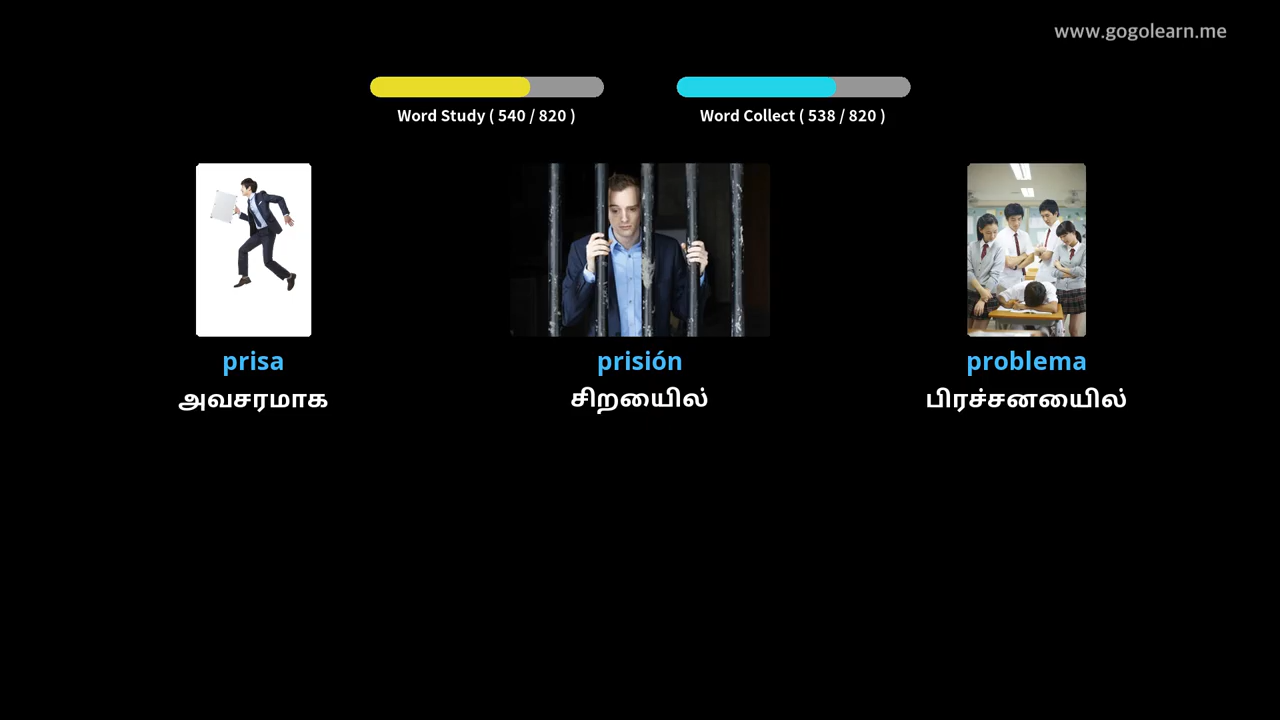 www.gogolearn.me
Word Study ( 540 / 820 )
Word Collect ( 538 / 820 )
prisa
prisión
problema
அவசரமாக
சிறையில்
பிரச்சனையில்